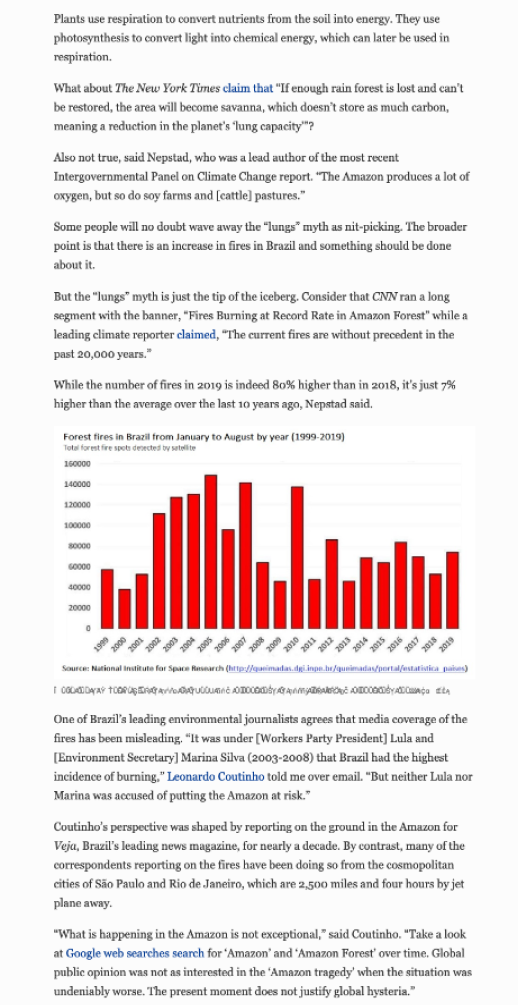 Plants use respiration to convert nutrients from the soil into energy. They use
photosynthesis to convert light into chemical energy, which can later be used in
respiration.
What about The New York Times claim that “If enough rain forest is lost and can’t
be restored, the area will become savanna, which doesn’t store as much carbon,
meaning a reduction in the planet’s ‘lung capacity’”?
Also not true, said Nepstad, who was a lead author of the most recent
Intergovernmental Panel on Climate Change report. “The Amazon produces a lot of
oxygen, but so do soy farms and [cattle] pastures.”
Some people will no doubt wave away the “lungs” myth as nit-picking. The broader
point is that there is an increase in fires in Brazil and something should be done
about it.
But the “lungs” myth is just the tip of the iceberg. Consider that CNN ran a long
segment with the banner, “Fires Burning at Record Rate in Amazon Forest” while a
leading climate reporter claimed, “The current fires are without precedent in the
past 20,000 years.”
While the number of fires in 2019 is indeed 80% higher than in 2018, it’s just 7%
higher than the average over the last 10 years ago, Nepstad said.
Forest fires in Brazil from January to August by year (1999-2019)
Total forest fire spots detected by satellite
160000
140000
120000
100000
80000
60000
40000
20000
0
1999 2000 2001 2002 2003 2004 2005 2006 2007 2008 2009 2010 2011 2012 2013 2014 2015 2016 2017 2018 2019
Source: National Institute for Space Research (http://queimadas.dgi.inpe.br/queimadas/portal/estatistica_paises)
One of Brazil’s leading environmental journalists agrees that media coverage of the
fires has been misleading. “It was under [Workers Party President] Lula and
[Environment Secretary] Marina Silva (2003-2008) that Brazil had the highest
incidence of burning,” Leonardo Coutinho told me over email. “But neither Lula nor
Marina was accused of putting the Amazon at risk.”
Coutinho’s perspective was shaped by reporting on the ground in the Amazon for
Veja, Brazil’s leading news magazine, for nearly a decade. By contrast, many of the
correspondents reporting on the fires have been doing so from the cosmopolitan
cities of São Paulo and Rio de Janeiro, which are 2,500 miles and four hours by jet
plane away.
“What is happening in the Amazon is not exceptional,” said Coutinho. “Take a look
at Google web searches search for ‘Amazon’ and ‘Amazon Forest’ over time. Global
public opinion was not as interested in the ‘Amazon tragedy’ when the situation was
undeniably worse. The present moment does not justify global hysteria.”